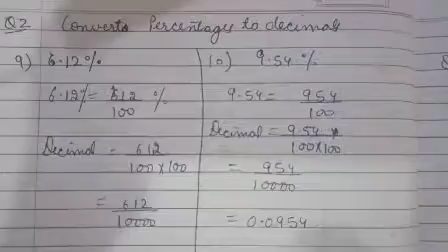 Q2 Converts Percentages to decimal
9) 6.12%
6.12% = 612/100 %
Decimal = 612/100×100
= 612/10000
10) 9.54 %
9.54 = 954/100
Decimal = 954/100×100
= 954/10000
= 0.0954